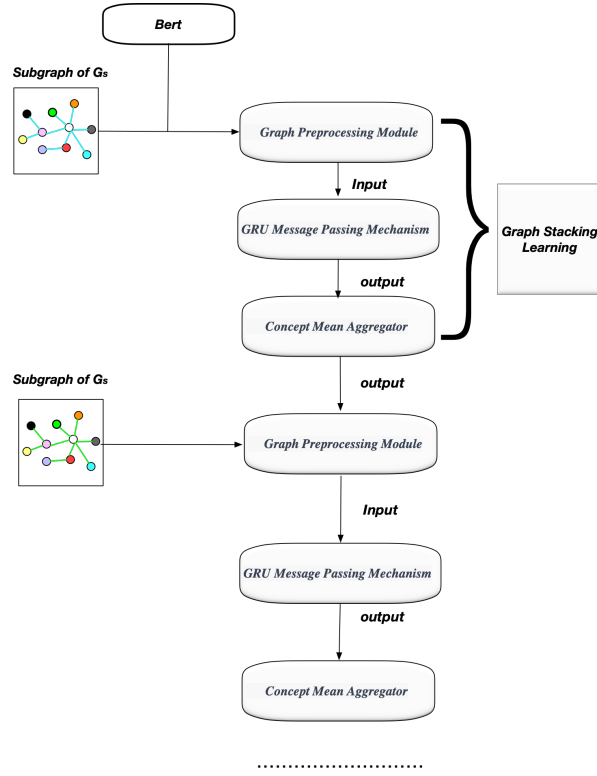 Bert
Subgraph of Gs
Graph Preprocessing Module
Input
GRU Message Passing Mechanism
Graph Stacking
Learning
output
Concept Mean Aggregator
output
Subgraph of Gs
Graph Preprocessing Module
Input
GRU Message Passing Mechanism
output
Concept Mean Aggregator
...........................